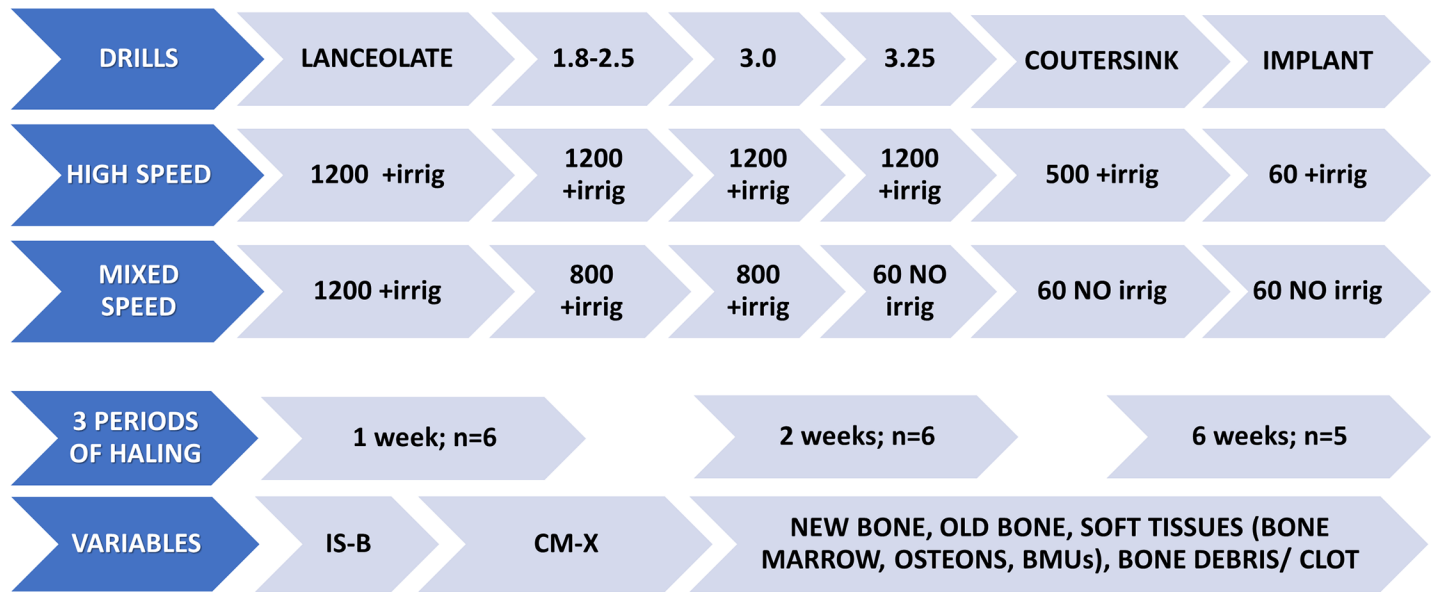 DRILLS
LANCEOLATE
1.8-2.5
3.0
3.25
COUTERSINK
IMPLANT
HIGH SPEED
1200 +irrig
1200
+irrig
1200
+irrig
1200
+irrig
500 +irrig
60 +irrig
MIXED
SPEED
1200 +irrig
800
+irrig
800
+irrig
60 NO
irrig
60 NO irrig
60 NO irrig
3 PERIODS
OF HALING
1 week; n=6
2 weeks; n=6
6 weeks; n=5
VARIABLES
IS-B
CM-X
NEW BONE, OLD BONE, SOFT TISSUES (BONE
MARROW, OSTEONS, BMUs), BONE DEBRIS/ CLOT